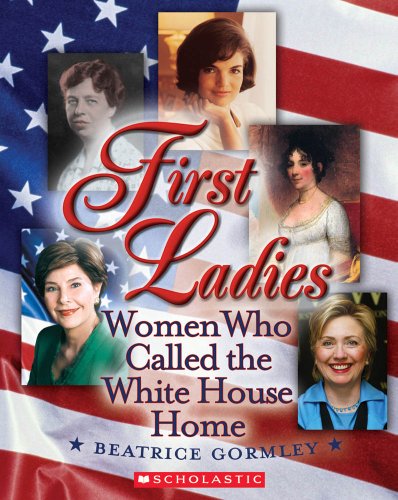 First
Ladies
Women Who
Called the
White House
Home
★ BEATRICE GORMLEY ★
SCHOLASTIC